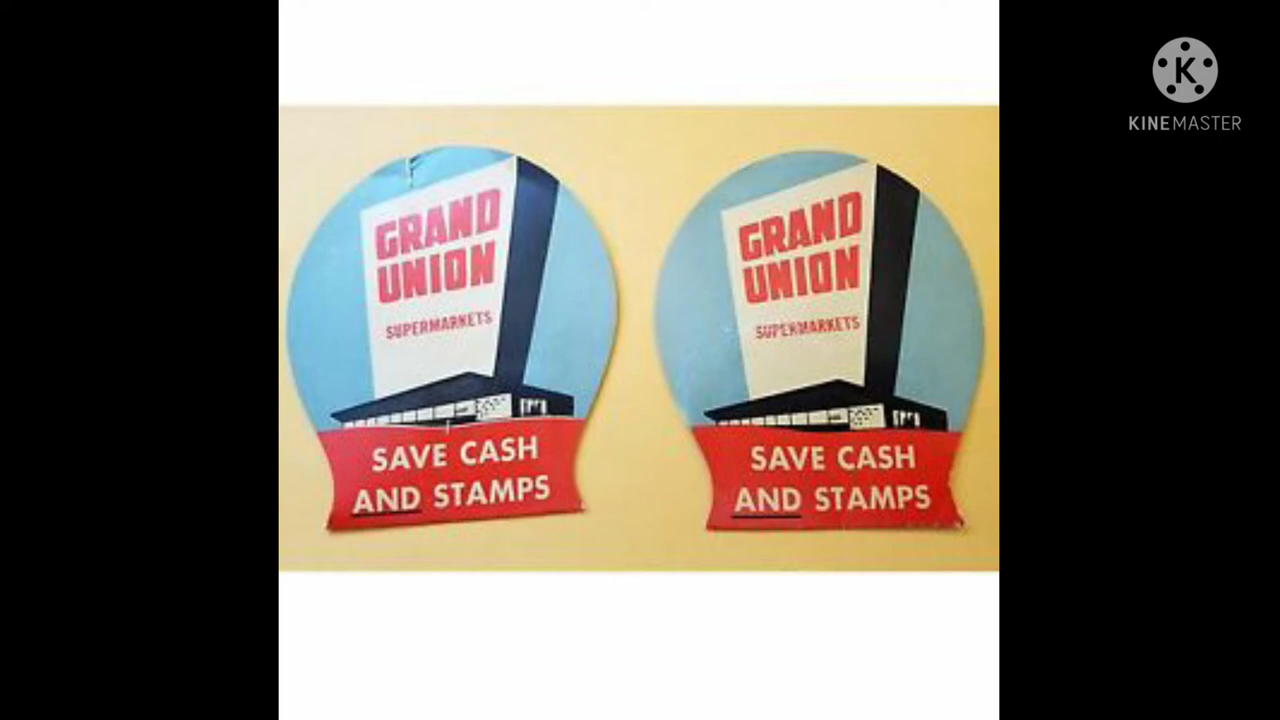 GRAND
UNION
SUPERMARKETS
SAVE CASH
AND STAMPS
GRAND
UNION
SUPERMARKETS
SAVE CASH
AND STAMPS
K
KINEMASTER